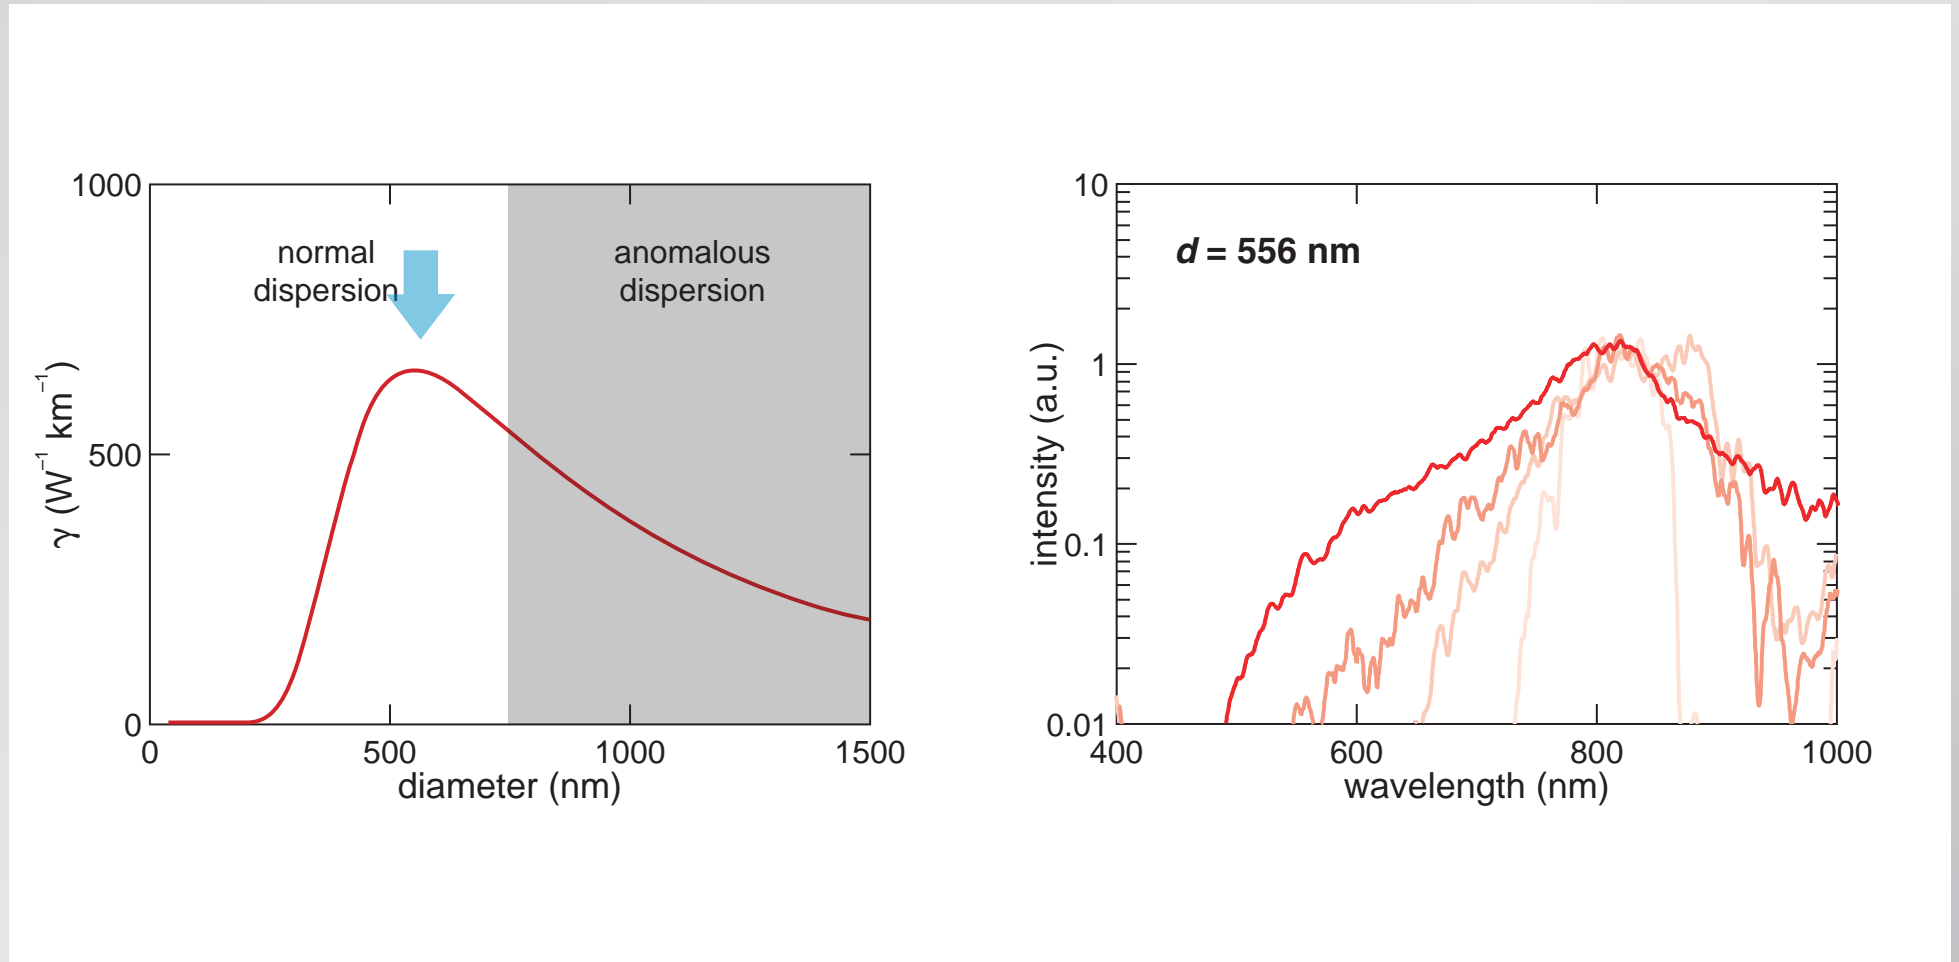 1000
500
0
γ (W⁻¹ km⁻¹)
normal
dispersion
anomalous
dispersion
0 500 1000 1500
diameter (nm)
10
1
0.1
0.01
intensity (a.u.)
d = 556 nm
400 600 800 1000
wavelength (nm)